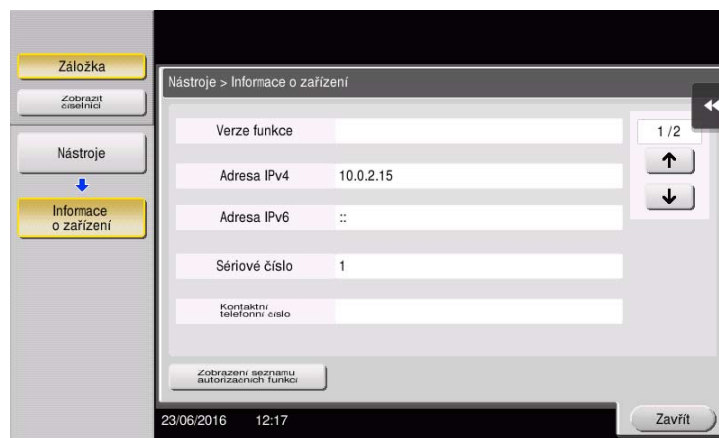 Záložka
Zobrazit
číselnici
Nástroje
Informace
o zařízení
Nástroje > Informace o zařízení
Verze funkce
1 /2
Adresa IPv4 10.0.2.15
Adresa IPv6 ::
Sériové číslo 1
Kontaktní
telefonní číslo
Zobrazení seznamu
autorizačních funkcí
23/06/2016 12:17
Zavřít